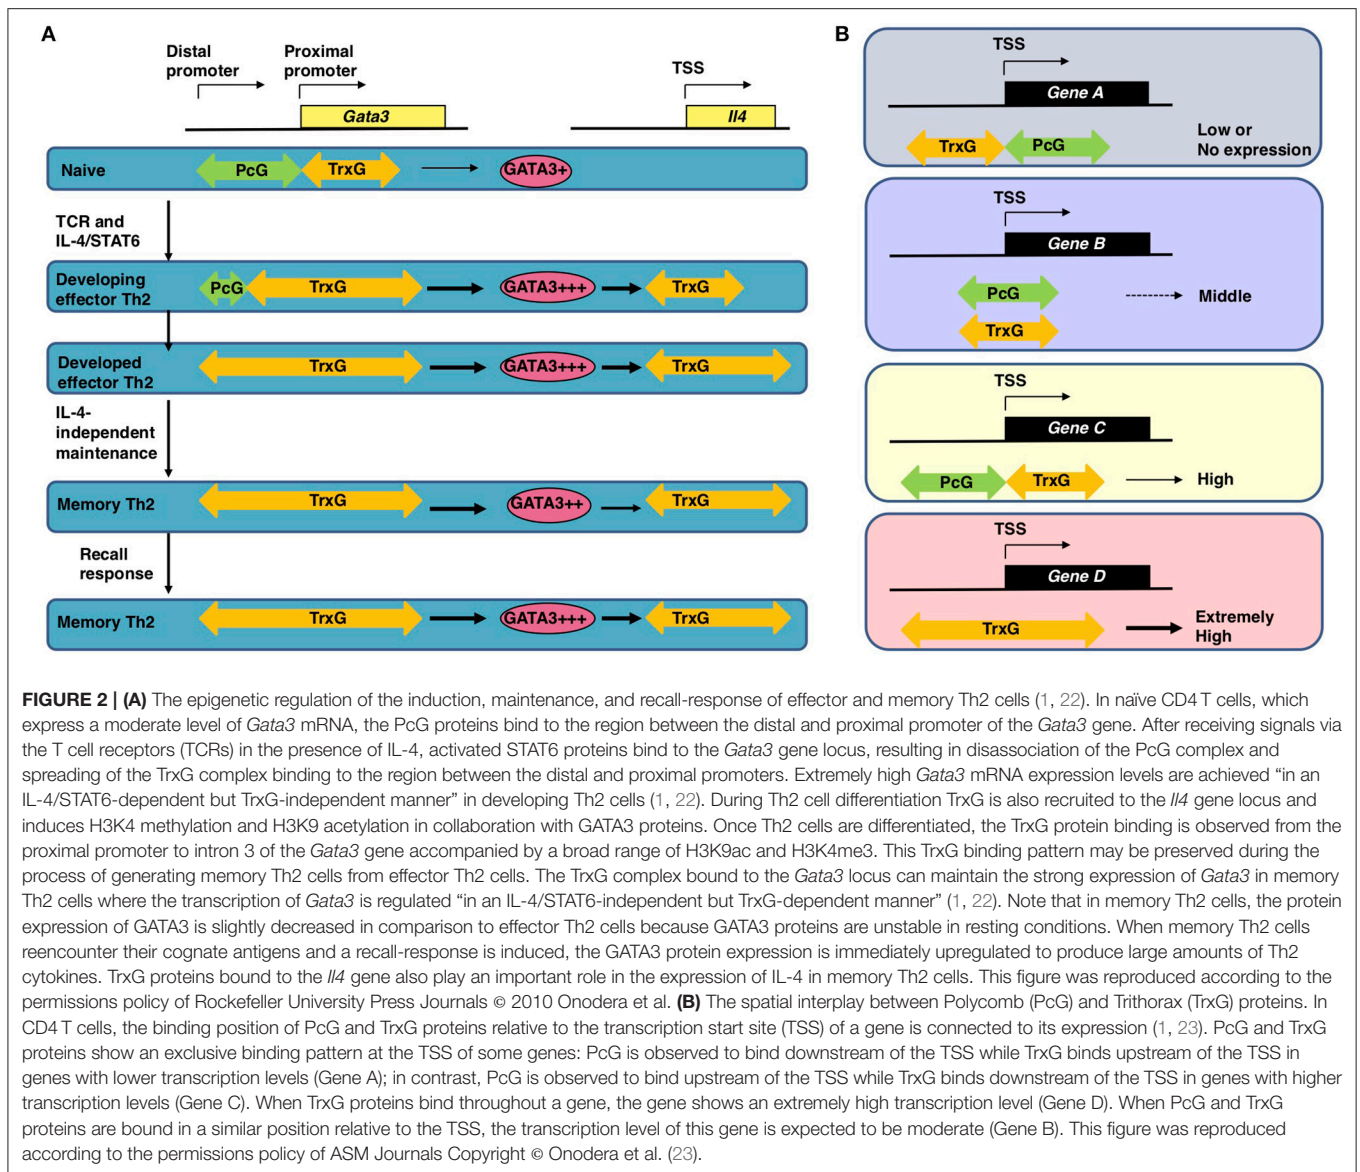 A
Distal
promoter
Proximal
promoter
TSS
Gata3
Il4
Naive
PcG
TrxG
GATA3+
TCR and
IL-4/STAT6
Developing
effector Th2
PcG
TrxG
GATA3+++
TrxG
Developed
effector Th2
TrxG
GATA3+++
TrxG
IL-4-
independent
maintenance
Memory Th2
TrxG
GATA3++
TrxG
Recall
response
Memory Th2
TrxG
GATA3+++
TrxG
B
TSS
Gene A
TrxG
PcG
Low or
No expression
TSS
Gene B
PcG
TrxG
Middle
TSS
Gene C
PcG
TrxG
High
TSS
Gene D
TrxG
Extremely
High
FIGURE 2 | (A) The epigenetic regulation of the induction, maintenance, and recall-response of effector and memory Th2 cells (1, 22). In naïve CD4 T cells, which
express a moderate level of Gata3 mRNA, the PcG proteins bind to the region between the distal and proximal promoter of the Gata3 gene. After receiving signals via
the T cell receptors (TCRs) in the presence of IL-4, activated STAT6 proteins bind to the Gata3 gene locus, resulting in disassociation of the PcG complex and
spreading of the TrxG complex binding to the region between the distal and proximal promoters. Extremely high Gata3 mRNA expression levels are achieved “in an
IL-4/STAT6-dependent but TrxG-independent manner” in developing Th2 cells (1, 22). During Th2 cell differentiation TrxG is also recruited to the Il4 gene locus and
induces H3K4 methylation and H3K9 acetylation in collaboration with GATA3 proteins. Once Th2 cells are differentiated, the TrxG protein binding is observed from the
proximal promoter to intron 3 of the Gata3 gene accompanied by a broad range of H3K9ac and H3K4me3. This TrxG binding pattern may be preserved during the
process of generating memory Th2 cells from effector Th2 cells. The TrxG complex bound to the Gata3 locus can maintain the strong expression of Gata3 in memory
Th2 cells where the transcription of Gata3 is regulated “in an IL-4/STAT6-independent but TrxG-dependent manner” (1, 22). Note that in memory Th2 cells, the protein
expression of GATA3 is slightly decreased in comparison to effector Th2 cells because GATA3 proteins are unstable in resting conditions. When memory Th2 cells
reencounter their cognate antigens and a recall-response is induced, the GATA3 protein expression is immediately upregulated to produce large amounts of Th2
cytokines. TrxG proteins bound to the Il4 gene also play an important role in the expression of IL-4 in memory Th2 cells. This figure was reproduced according to the
permissions policy of Rockefeller University Press Journals © 2010 Onodera et al. (B) The spatial interplay between Polycomb (PcG) and Trithorax (TrxG) proteins. In
CD4 T cells, the binding position of PcG and TrxG proteins relative to the transcription start site (TSS) of a gene is connected to its expression (1, 23). PcG and TrxG
proteins show an exclusive binding pattern at the TSS of some genes: PcG is observed to bind downstream of the TSS while TrxG binds upstream of the TSS in
genes with lower transcription levels (Gene A); in contrast, PcG is observed to bind upstream of the TSS while TrxG binds downstream of the TSS in genes with higher
transcription levels (Gene C). When TrxG proteins bind throughout a gene, the gene shows an extremely high transcription level (Gene D). When PcG and TrxG
proteins are bound in a similar position relative to the TSS, the transcription level of this gene is expected to be moderate (Gene B). This figure was reproduced
according to the permissions policy of ASM Journals Copyright © Onodera et al. (23).